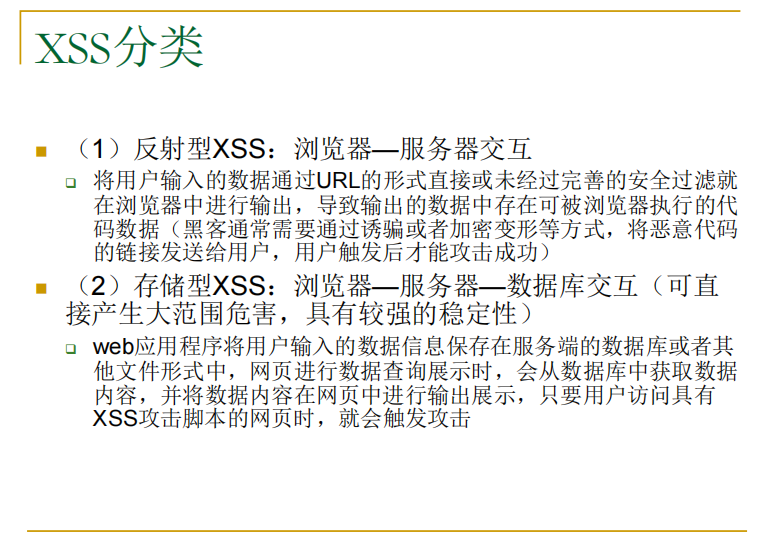 XSS分类
（1）反射型XSS：浏览器—服务器交互
将用户输入的数据通过URL的形式直接或未经过完善的安全过滤就
在浏览器中进行输出，导致输出的数据中存在可被浏览器执行的代
码数据（黑客通常需要通过诱骗或者加密变形等方式，将恶意代码
的链接发送给用户，用户触发后才能攻击成功）
（2）存储型XSS：浏览器—服务器—数据库交互（可直
接产生大范围危害，具有较强的稳定性）
web应用程序将用户输入的数据信息保存在服务端的数据库或者其
他文件形式中，网页进行数据查询展示时，会从数据库中获取数据
内容，并将数据内容在网页中进行输出展示，只要用户访问具有
XSS攻击脚本的网页时，就会触发攻击